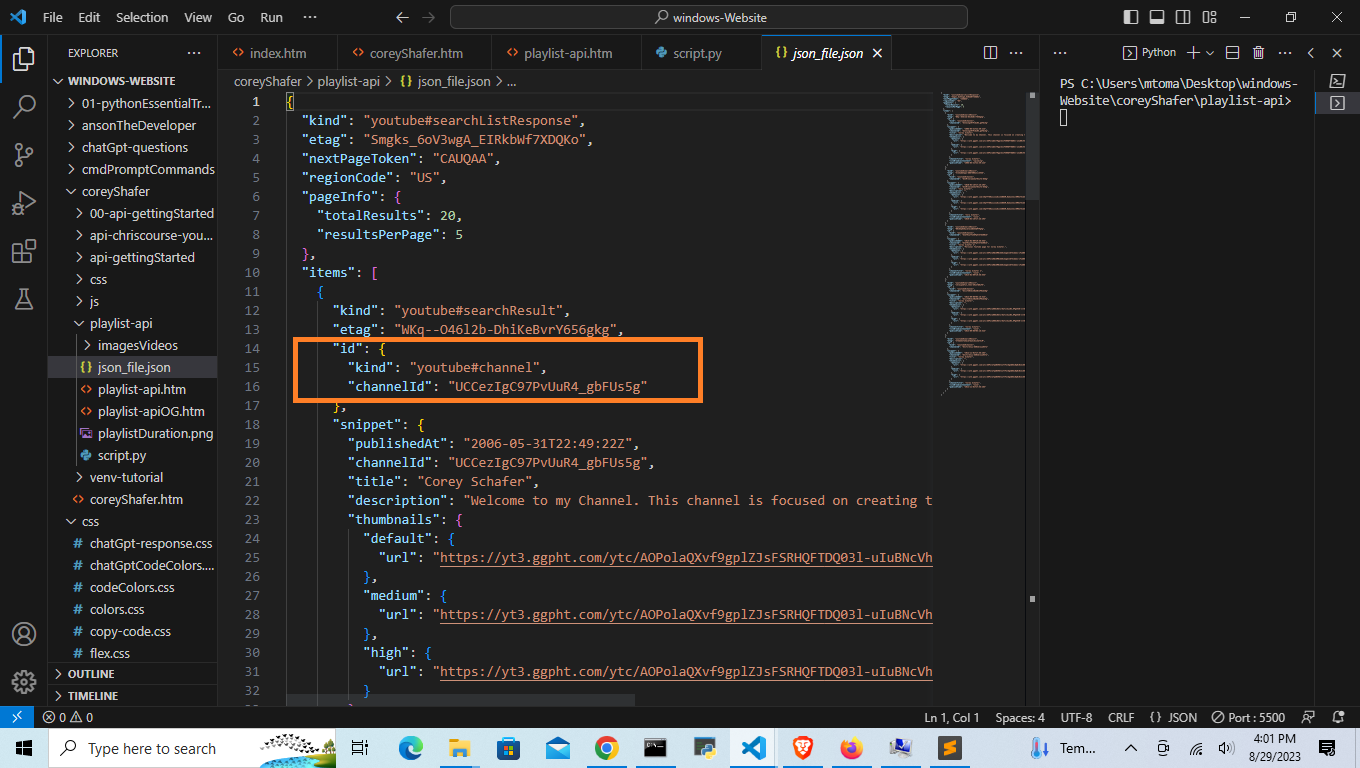 File Edit Selection View Go Run ··· windows-Website
EXPLORER ···
WINDOWS-WEBSITE
01-pythonEssentialTr...
ansonTheDeveloper
chatGpt-questions
cmdPromptCommands
coreyShafer
00-api-gettingStarted
api-chriscourse-you...
api-gettingStarted
css
js
playlist-api
imagesVideos
{} json_file.json
playlist-api.htm
playlist-apiOG.htm
playlistDuration.png
script.py
venv-tutorial
coreyShafer.htm
css
# chatGpt-response.css
# chatGptCodeColors....
# codeColors.css
# colors.css
# copy-code.css
# flex.css
OUTLINE
TIMELINE
index.htm coreyShafer.htm playlist-api.htm script.py {} json_file.json
coreyShafer > playlist-api > {} json_file.json > ...
1 {
2 "kind": "youtube#searchListResponse",
3 "etag": "Smgks_6oV3wgA_EIRkbWf7XDQKo",
4 "nextPageToken": "CAUQAA",
5 "regionCode": "US",
6 "pageInfo": {
7 "totalResults": 20,
8 "resultsPerPage": 5
9 },
10 "items": [
11 {
12 "kind": "youtube#searchResult",
13 "etag": "WKq--O46l2b-DhiKeBvrY656gkg",
14 "id": {
15 "kind": "youtube#channel",
16 "channelId": "UCCezIgC97PvUuR4_gbFUs5g"
17 },
18 "snippet": {
19 "publishedAt": "2006-05-31T22:49:22Z",
20 "channelId": "UCCezIgC97PvUuR4_gbFUs5g",
21 "title": "Corey Schafer",
22 "description": "Welcome to my Channel. This channel is focused on creating t
23 "thumbnails": {
24 "default": {
25 "url": "https://yt3.ggpht.com/ytc/AOPolaQXvf9gplZJsFSRHQFTDQ03l-uIuBNcVh
26 },
27 "medium": {
28 "url": "https://yt3.ggpht.com/ytc/AOPolaQXvf9gplZJsFSRHQFTDQ03l-uIuBNcVh
29 },
30 "high": {
31 "url": "https://yt3.ggpht.com/ytc/AOPolaQXvf9gplZJsFSRHQFTDQ03l-uIuBNcVh
32 }
Python
PS C:\Users\mtoma\Desktop\windows-
Website\coreyShafer\playlist-api>
0 0 Ln 1, Col 1 Spaces: 4 UTF-8 CRLF {} JSON Port : 5500
Type here to search Tem... 4:01 PM
8/29/2023